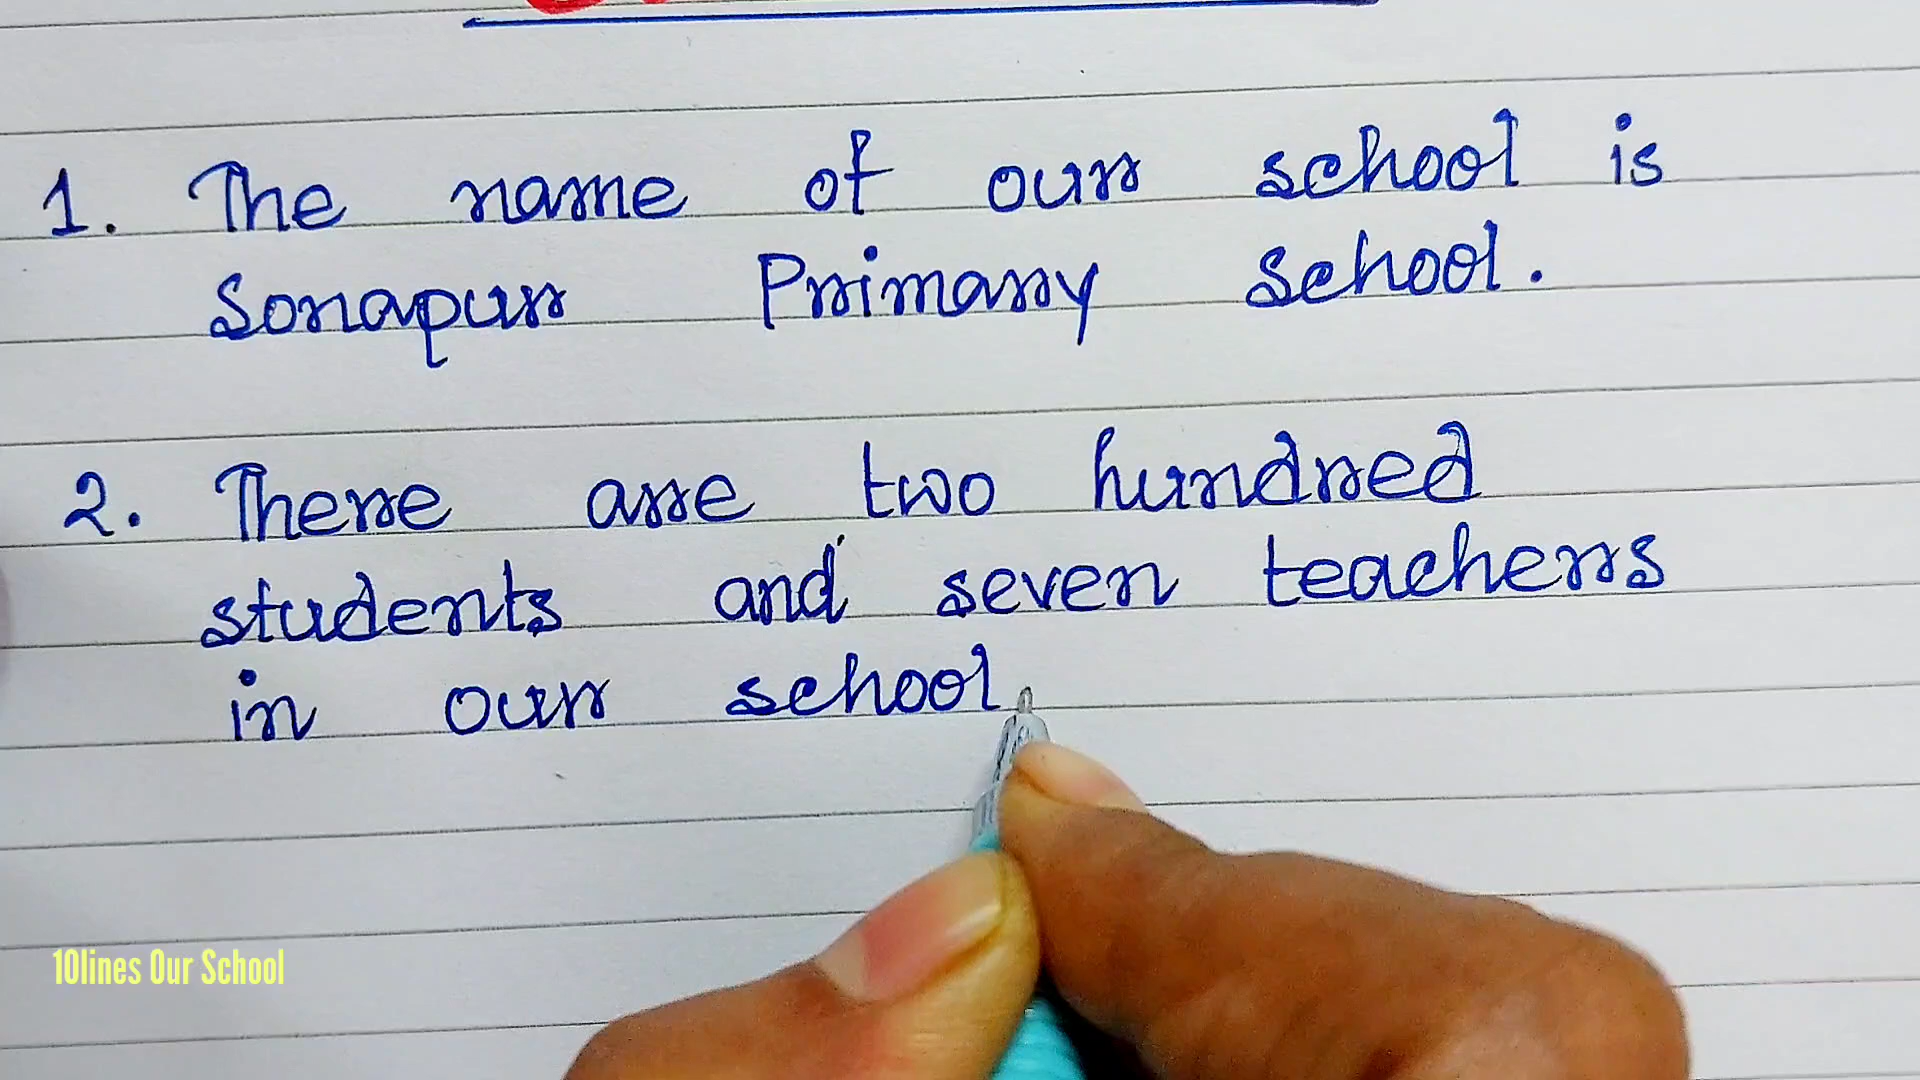 1. The name of our school is
Sonapur Primary School.
2. There are two hundred
students and seven teachers
in our school.
10lines Our School